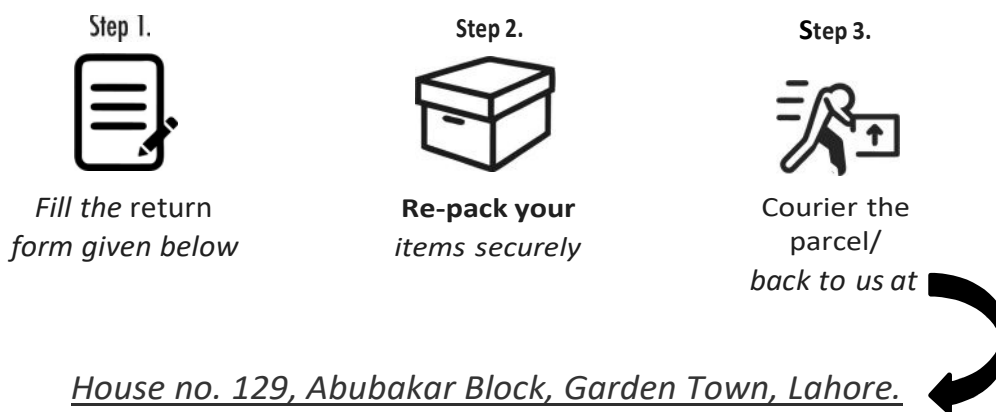 Step 1.
Fill the return
form given below
Step 2.
Re-pack your
items securely
Step 3.
Courier the
parcel/
back to us at
House no. 129, Abubakar Block, Garden Town, Lahore.